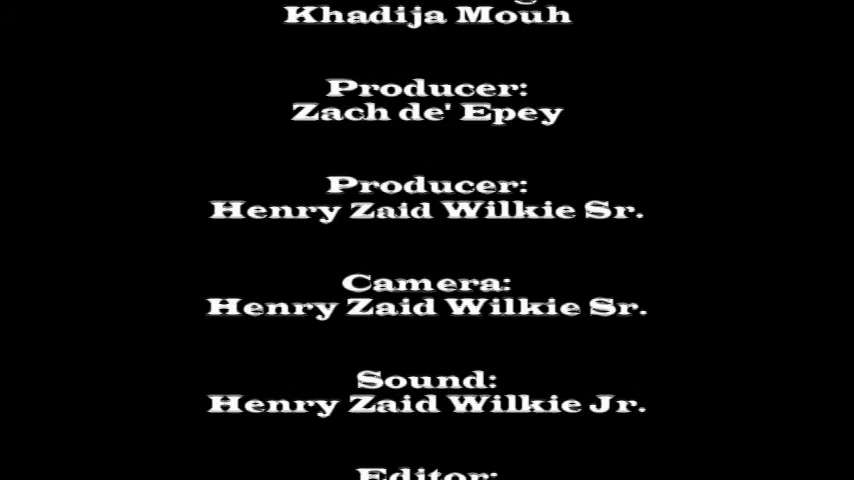 Khadija Mouh
Producer:
Zach de' Epey
Producer:
Henry Zaid Wilkie Sr.
Camera:
Henry Zaid Wilkie Sr.
Sound:
Henry Zaid Wilkie Jr.
Editor: